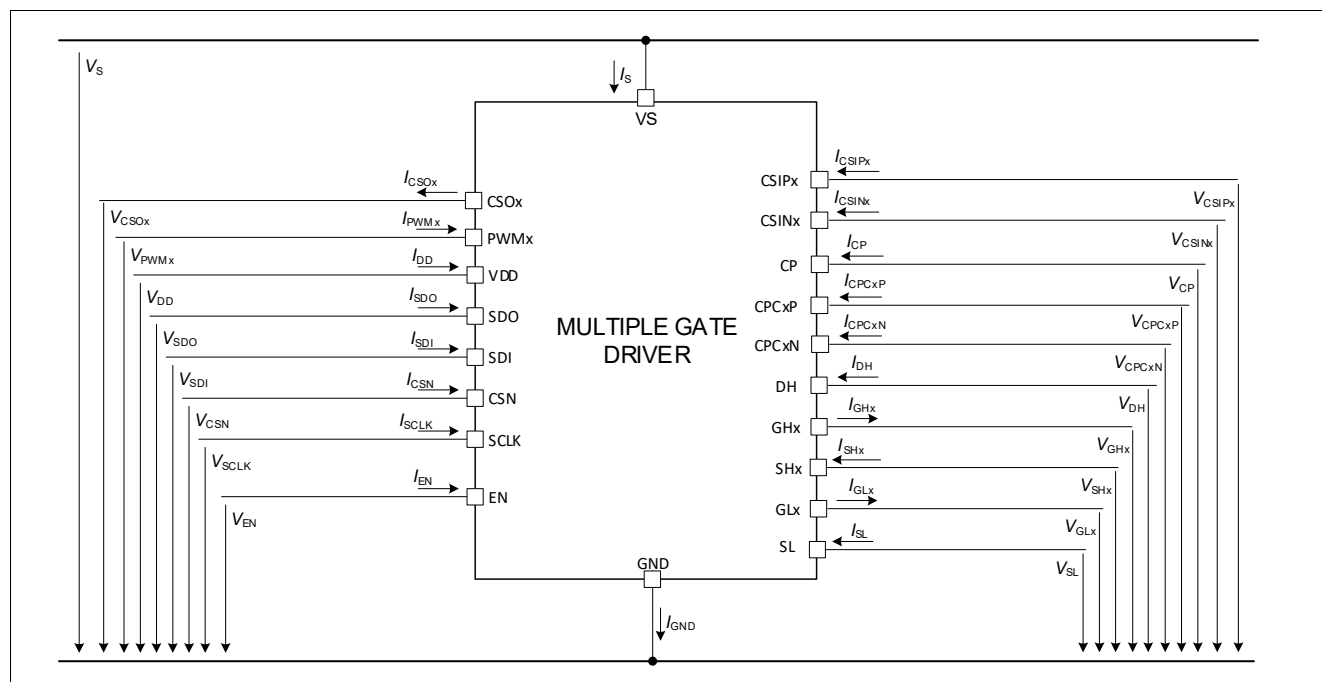 VS
IS
VS
ICSOx
CSOx
VCSOx
IPWMx
PWMx
VPWMx
IDD
VDD
VDD
ISDO
SDO
VSDO
ISDI
SDI
VSDI
ICSN
CSN
VCSN
ISCLK
SCLK
VSCLK
IEN
EN
VEN
MULTIPLE GATE
DRIVER
ICSIPx
CSIPx
VCSIPx
ICSINx
CSINx
VCSINx
ICP
CP
VCP
ICPCxP
CPCxP
VCPCxP
ICPCxN
CPCxN
VCPCxN
IDH
DH
VDH
IGHx
GHx
VGHx
ISHx
SHx
VSHx
IGLx
GLx
VGLx
ISL
SL
VSL
GND
IGND